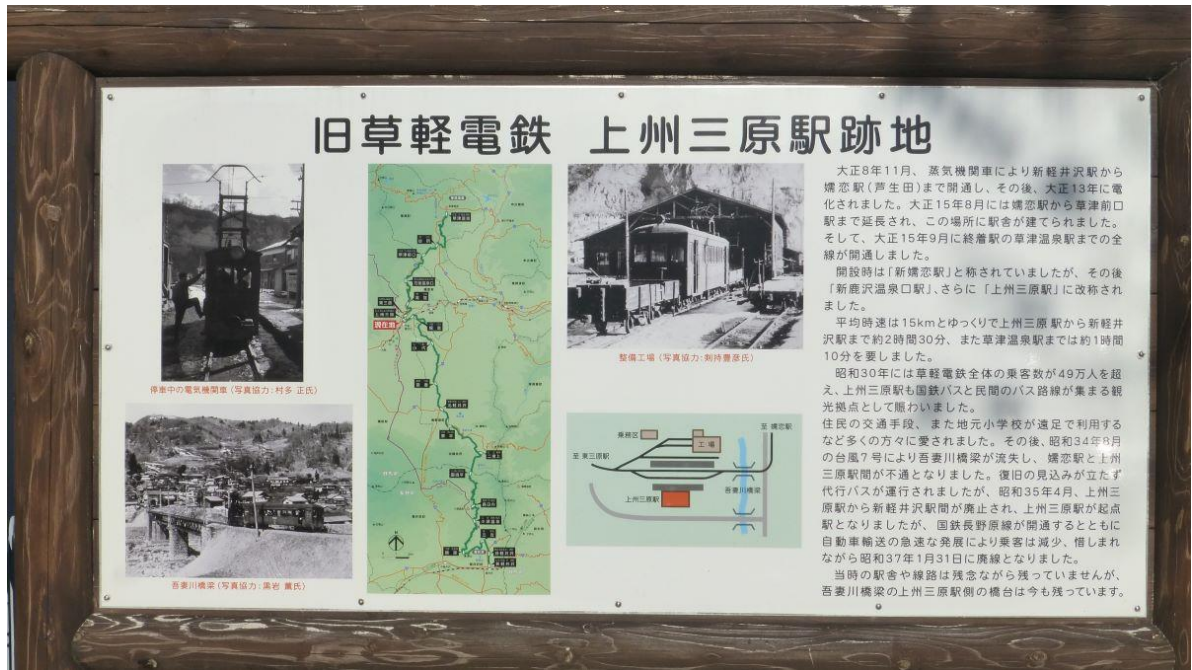 旧草軽電鉄 上州三原駅跡地
停車中の電気機関車（写真協力：村多 正氏）
吾妻川橋梁（写真協力：黒岩 薫氏）
現在地
整備工場（写真協力：剣持豊彦氏）
至 嬬恋駅
乗務区
工場
至 東三原駅
吾妻川橋梁
上州三原駅
大正8年11月、蒸気機関車により新軽井沢駅から
嬬恋駅（芦生田）まで開通し、その後、大正13年に電
化されました。大正15年8月には嬬恋駅から草津前口
駅まで延長され、この場所に駅舎が建てられました。
そして、大正15年9月に終着駅の草津温泉駅までの全
線が開通しました。
開設時は「新嬬恋駅」と称されていましたが、その後
「新鹿沢温泉口駅」、さらに「上州三原駅」に改称され
ました。
平均時速は15kmとゆっくりで上州三原駅から新軽井
沢駅まで約2時間30分、また草津温泉駅までは約1時間
10分を要しました。
昭和30年には草軽電鉄全体の乗客数が49万人を超
え、上州三原駅も国鉄バスと民間のバス路線が集まる観
光拠点として賑わいました。
住民の交通手段、また地元小学校が遠足で利用する
など多くの方々に愛されました。その後、昭和34年8月
の台風7号により吾妻川橋梁が流失し、嬬恋駅と上州
三原駅間が不通となりました。復旧の見込みが立たず
代行バスが運行されましたが、昭和35年4月、上州三
原駅から新軽井沢駅間が廃止され、上州三原駅が起点
駅となりましたが、国鉄長野原線が開通するとともに
自動車輸送の急速な発展により乗客は減少、惜しまれ
ながら昭和37年1月31日に廃線となりました。
当時の駅舎や線路は残念ながら残っていませんが、
吾妻川橋梁の上州三原駅側の橋台は今も残っています。